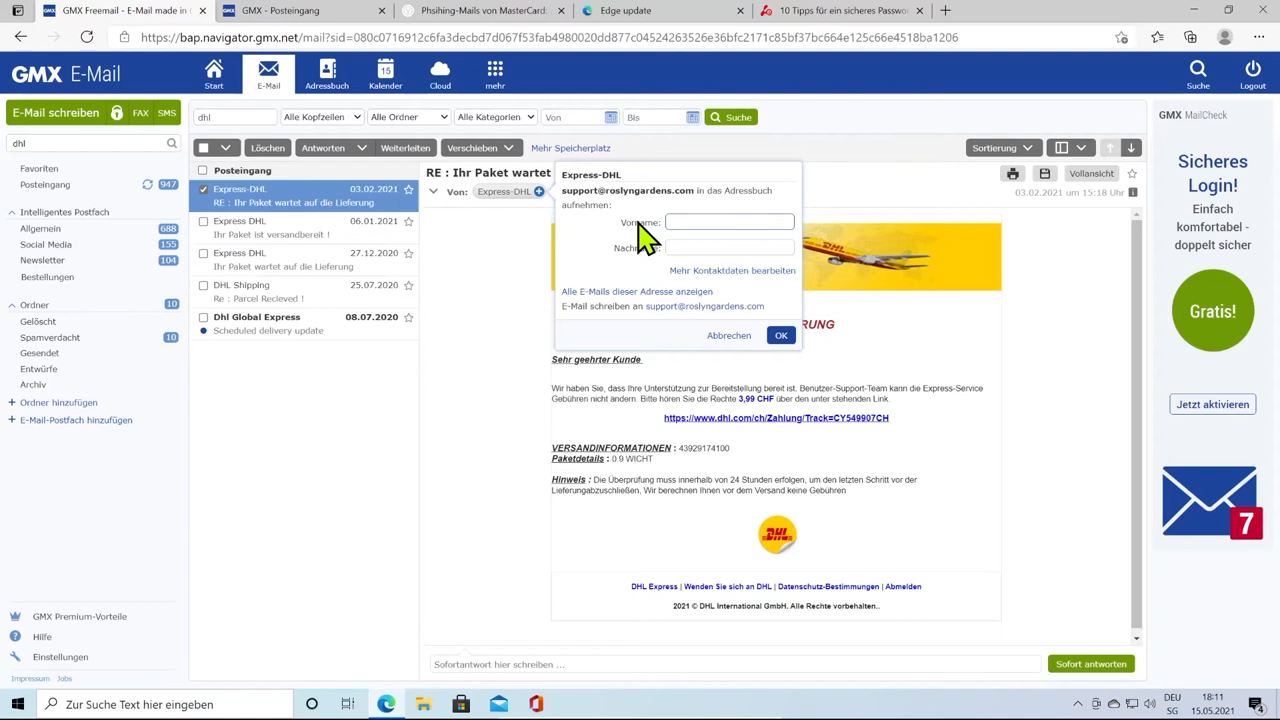 GMX - E-Mail
GMX Freemail - E-M
Posteingang
Phishing-Mail von MasterCard:
Edge update
10 Tipps für ein sicheres Passwo
https://bap.navigator.gmx.net/mail?sid=080c0716912c6fa3decbd7d067f53fab4980020dd877c04524263526e36bfc2171c85bf37bc664e125c66e4518ba1206
GMX E-Mail
Start
E-Mail
Adressbuch
15
Kalender
Cloud
mehr
Suche
Logout
E-Mail schreiben
FAX
SMS
dhl
Alle Kopfzeilen
Alle Ordner
Alle Kategorien
Von
Bis
Suche
dhl
Löschen
Antworten
Weiterleiten
Verschieben
Mehr Speicherplatz
Sortierung
Favoriten
Posteingang
947
Intelligentes Postfach
Allgemein
688
Social Media
155
Newsletter
104
Bestellungen
Ordner
10
Gelöscht
Spamverdacht
10
Gesendet
Entwürfe
Archiv
+ Ordner hinzufügen
+ E-Mail-Postfach hinzufügen
GMX Premium-Vorteile
Hilfe
Einstellungen
Impressum
Jobs
Posteingang
Express-DHL
03.02.2021
RE : Ihr Paket wartet auf die Lieferung
Express DHL
06.01.2021
Ihr Paket ist versandbereit !
Express DHL
27.12.2020
Ihr Paket wartet auf die Lieferung
DHL Shipping
25.07.2020
Re : Parcel Recieved !
Dhl Global Express
08.07.2020
Scheduled delivery update
RE : Ihr Paket wartet
Vollansicht
Von:
Express-DHL
03.02.2021 um 15:18 Uhr
Express-DHL
support@roslyngardens.com in das Adressbuch
aufnehmen:
Vorname:
Mehr Kontaktdaten bearbeiten
Alle E-Mails dieser Adresse anzeigen
E-Mail schreiben an support@roslyngardens.com
Abbrechen
OK
Sehr geehrter Kunde
Wir haben Sie, dass Ihre Unterstützung zur Bereitstellung bereit ist. Benutzer-Support-Team kann die Express-Service
Gebühren nicht ändern. Bitte hören Sie die Rechte 3,99 CHF über den unter stehenden Link.
https://www.dhl.com/ch/Zahlung/Track=CY549907CH
VERSANDINFORMATIONEN : 43929174100
Paketdetails : 0.9 WICHT
Hinweis : Die Überprüfung muss innerhalb von 24 Stunden erfolgen, um den letzten Schritt vor der
Lieferungabzuschließen, Wir berechnen Ihnen vor dem Versand keine Gebühren
DHL
DHL Express | Wenden Sie sich an DHL | Datenschutz-Bestimmungen | Abmelden
2021 © DHL International GmbH. Alle Rechte vorbehalten..
Sofortantwort hier schreiben ...
Sofort antworten
GMX MailCheck
Sicheres
Login!
Einfach
komfortabel -
doppelt sicher
Gratis!
Jetzt aktivieren
7
Zur Suche Text hier eingeben
DEU
SG
18:11
15.05.2021
4